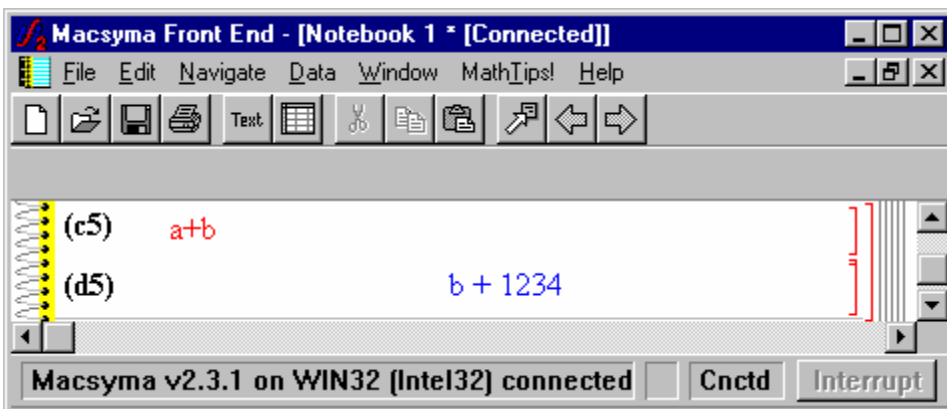 Macsyma Front End - [Notebook 1 * [Connected]]
File Edit Navigate Data Window MathTips! Help
Text
(c5) a+b
(d5) b + 1234
Macsyma v2.3.1 on WIN32 (Intel32) connected Cnctd Interrupt